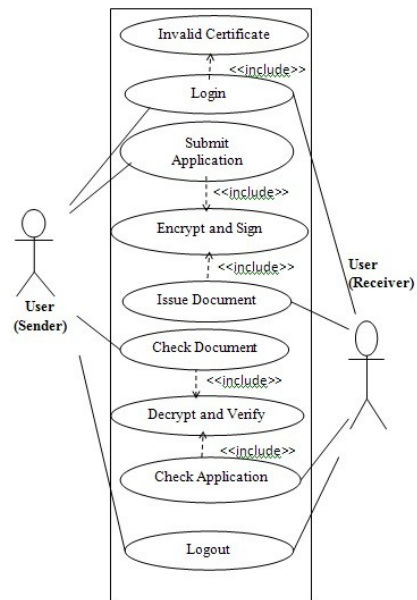 Invalid Certificate
<<include>>
Login
Submit
Application
<<include>>
Encrypt and Sign
<<include>>
User
(Receiver)
User
(Sender)
Issue Document
Check Document
<<include>>
Decrypt and Verify
<<include>>
Check Application
Logout